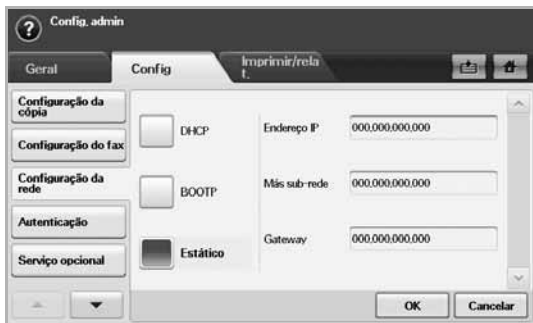 ? Config. admin
Geral
Config
Imprimir/rela
t.
Configuração da
cópia
Configuração do fax
Configuração da
rede
Autenticação
Serviço opcional
DHCP
BOOTP
Estático
Endereço IP 000,000,000,000
Más sub-rede 000,000,000,000
Gateway 000,000,000,000
OK
Cancelar